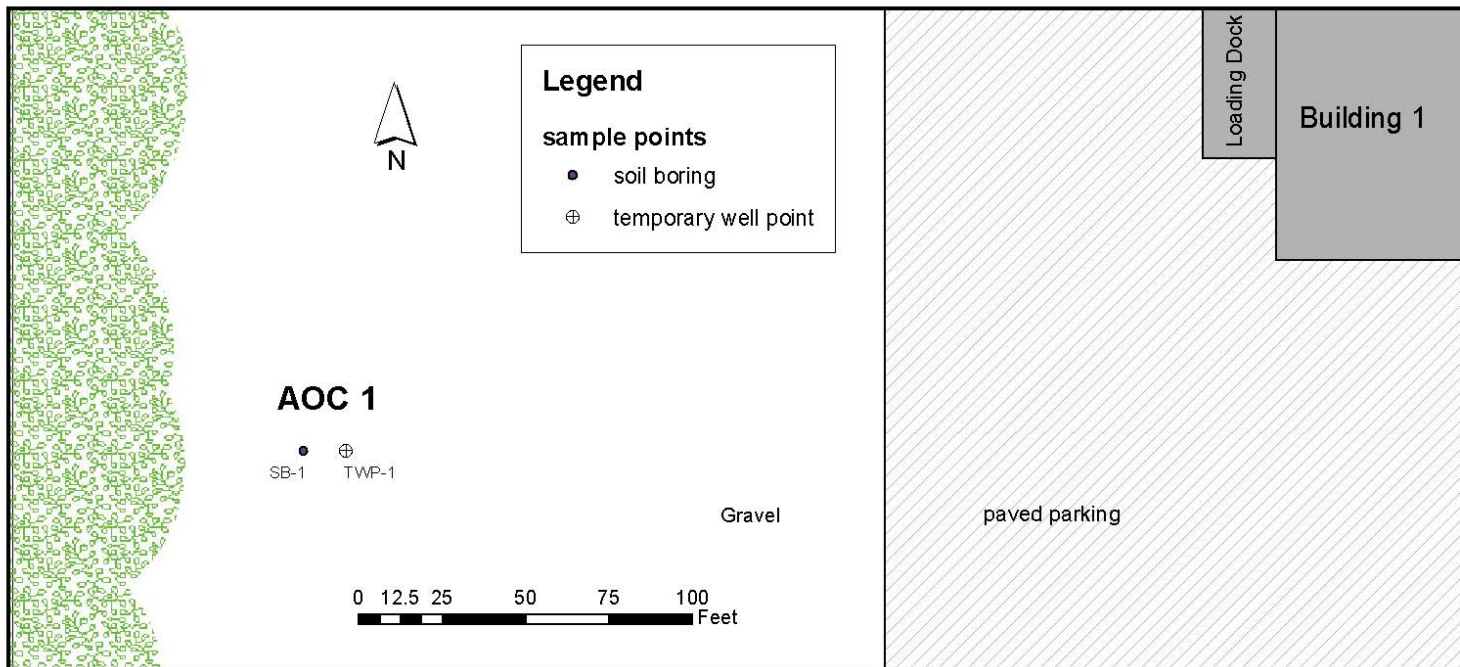 Legend
sample points
soil boring
temporary well point
N
Loading Dock
Building 1
AOC 1
SB-1 TWP-1
Gravel
paved parking
0 12.5 25 50 75 100
Feet